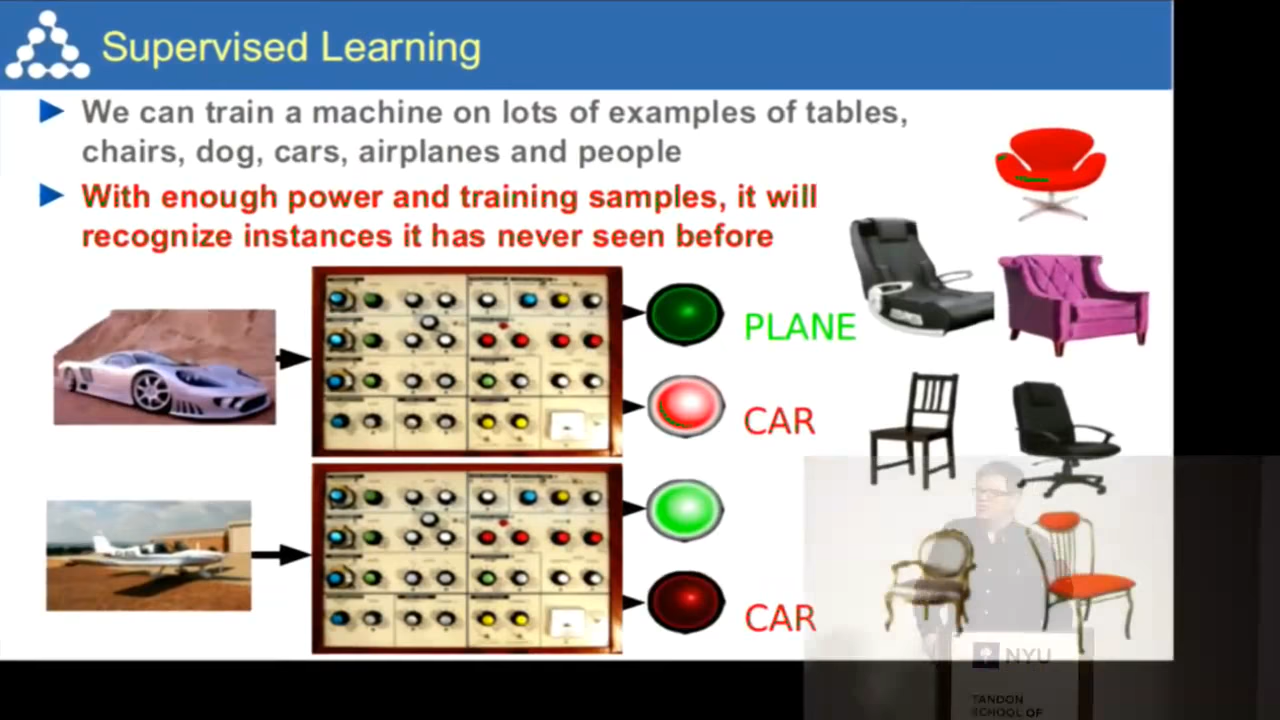 Supervised Learning
We can train a machine on lots of examples of tables,
chairs, dog, cars, airplanes and people
With enough power and training samples, it will
recognize instances it has never seen before
PLANE
CAR
CAR
NYU
TANDON
SCHOOL OF